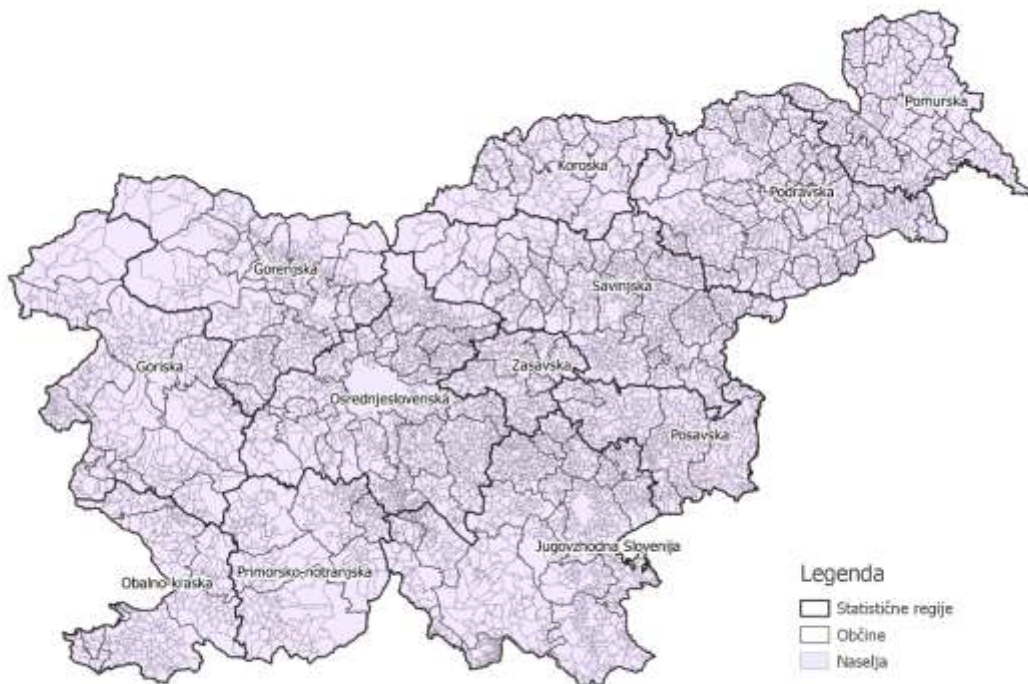 Pomurska
Koroška
Podravska
Gorenjska
Savinjska
Goriška
Zasavska
Osrednjeslovenska
Posavska
Jugovzhodna Slovenija
Obalno-kraška
Primorsko-notranjska
Legenda
Statistične regije
Občine
Naselja